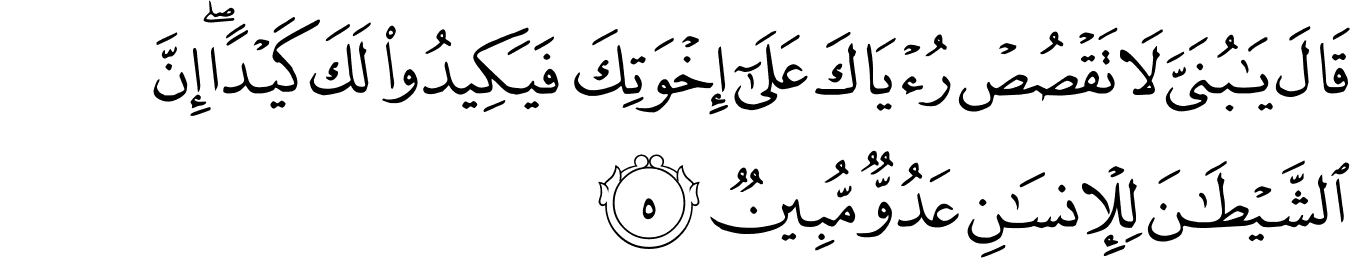 قَالَ يَـٰبُنَىَّ لَا تَقْصُصْ رُءْيَاكَ عَلَىٰٓ إِخْوَتِكَ فَيَكِيدُوا۟ لَكَ كَيْدًا ۖ إِنَّ
ٱلشَّيْطَـٰنَ لِلْإِنسَـٰنِ عَدُوٌّ مُّبِينٌ ٥